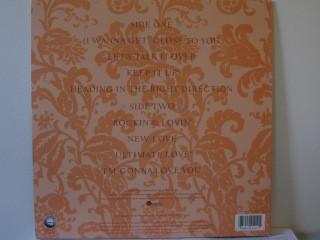 SIDE ONE
(I WANNA GET) CLOSE TO YOU
LET'S TALK IT OVER
KEEP IT UP
HEADING IN THE RIGHT DIRECTION
SIDE TWO
ROCKIN' & LOVIN'
NEW LOVE
"ULTIMATE LOVE"
I'M GONNA LOVE YOU